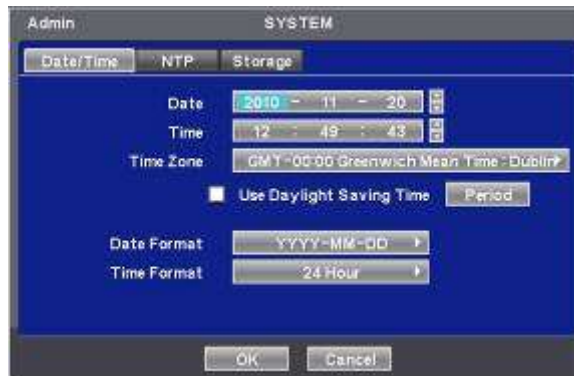 Admin SYSTEM
Date/Time NTP Storage
Date 2010 - 11 - 20
Time 12 : 49 : 43
Time Zone GMT-00:00 Greenwich Mean Time : Dublin
Use Daylight Saving Time Period
Date Format YYYY-MM-DD
Time Format 24 Hour
OK Cancel